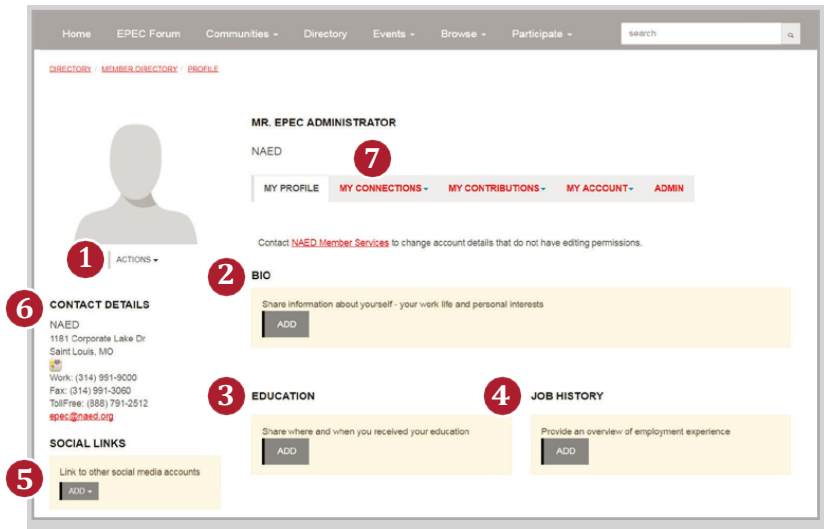 Home EPEC Forum Communities Directory Events Browse Participate search
DIRECTORY / MEMBER DIRECTORY / PROFILE
MR. EPEC ADMINISTRATOR
NAED
7
MY PROFILE MY CONNECTIONS MY CONTRIBUTIONS MY ACCOUNT ADMIN
Contact NAED Member Services to change account details that do not have editing permissions.
1
ACTIONS
2
BIO
Share information about yourself - your work life and personal interests
ADD
6
CONTACT DETAILS
NAED
1181 Corporate Lake Dr
Saint Louis, MO
Work: (314) 991-9000
Fax: (314) 991-3060
TollFree: (888) 791-2512
epec@naed.org
3
EDUCATION
Share where and when you received your education
ADD
4
JOB HISTORY
Provide an overview of employment experience
ADD
SOCIAL LINKS
5
Link to other social media accounts
ADD